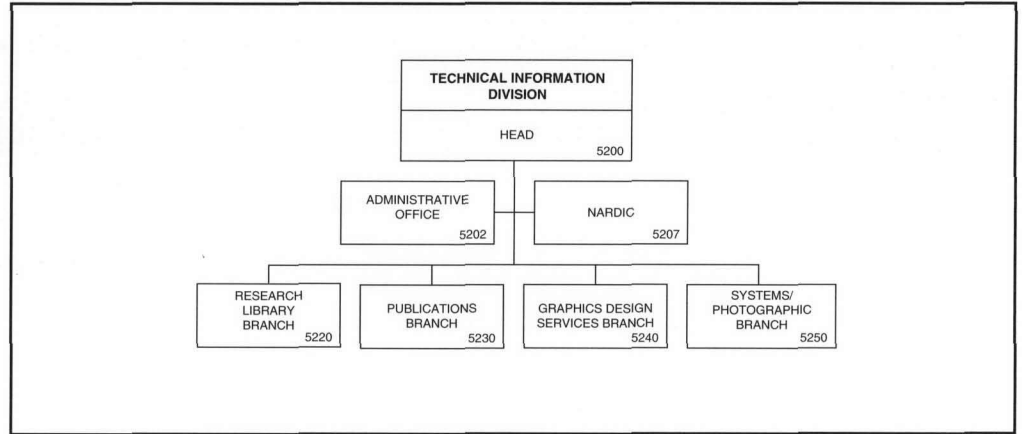 TECHNICAL INFORMATION
DIVISION
HEAD
5200
ADMINISTRATIVE
OFFICE
5202
NARDIC
5207
RESEARCH
LIBRARY
BRANCH
5220
PUBLICATIONS
BRANCH
5230
GRAPHICS DESIGN
SERVICES BRANCH
5240
SYSTEMS/
PHOTOGRAPHIC
BRANCH
5250